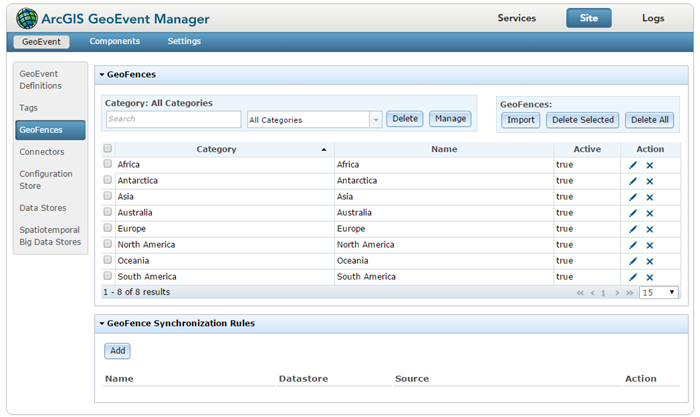 ArcGIS GeoEvent Manager
Services Site Logs
GeoEvent Components Settings
GeoEvent
Definitions
Tags
GeoFences
Connectors
Configuration
Store
Data Stores
Spatiotemporal
Big Data Stores
GeoFences
Category: All Categories
Search All Categories Delete Manage
GeoFences:
Import Delete Selected Delete All
Category Name Active Action
Africa Africa true
Antarctica Antarctica true
Asia Asia true
Australia Australia true
Europe Europe true
North America North America true
Oceania Oceania true
South America South America true
1 - 8 of 8 results « < 1 > » 15
GeoFence Synchronization Rules
Add
Name Datastore Source Action